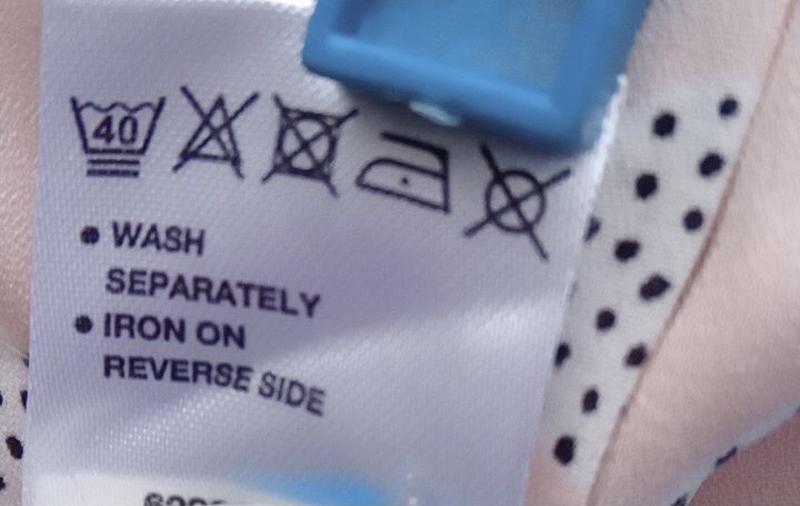 40
• WASH
SEPARATELY
• IRON ON
REVERSE SIDE